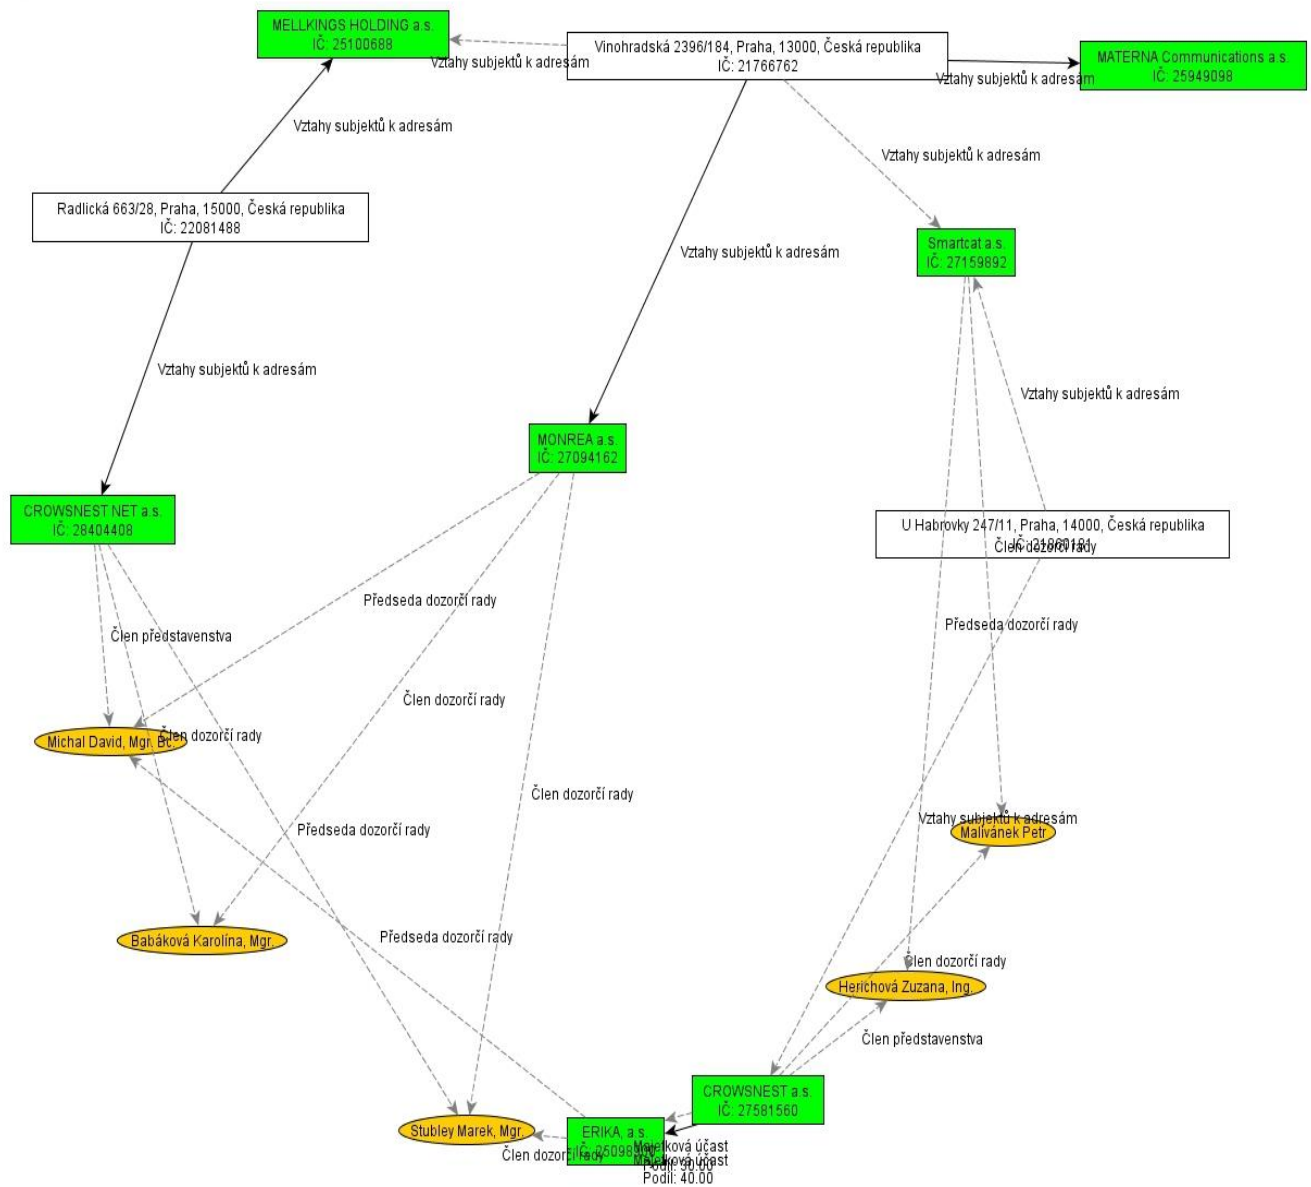 MELLKINGS HOLDING a.s.
IČ: 25100688
Vinohradská 2396/184, Praha, 13000, Česká republika
IČ: 21766762
MATERNA Communications a.s.
IČ: 25949098
Vztahy subjektů k adresám
Vztahy subjektů k adresám
Vztahy subjektů k adresám
Vztahy subjektů k adresám
Radlická 663/28, Praha, 15000, Česká republika
IČ: 22081488
Vztahy subjektů k adresám
Smartcat a.s.
IČ: 27159892
Vztahy subjektů k adresám
Vztahy subjektů k adresám
MONREA a.s.
IČ: 27094162
CROWSNEST NET a.s.
IČ: 28404408
U Habrovky 247/11, Praha, 14000, Česká republika
Člen dozorčí rady
Předseda dozorčí rady
Předseda dozorčí rady
Člen představenstva
Člen dozorčí rady
Michal David, Mgr. Bc.
Člen dozorčí rady
Člen dozorčí rady
Předseda dozorčí rady
Vztahy subjektů k adresám
Malivánek Petr
Babáková Karolína, Mgr.
Předseda dozorčí rady
Člen dozorčí rady
Herichová Zuzana, Ing.
Člen představenstva
CROWSNEST a.s.
IČ: 27581560
Stubley Marek, Mgr.
ERIKA, a.s.
Člen dozorčí rady
Majetková účast
Majetková účast
Podíl: 30.00
Podíl: 40.00